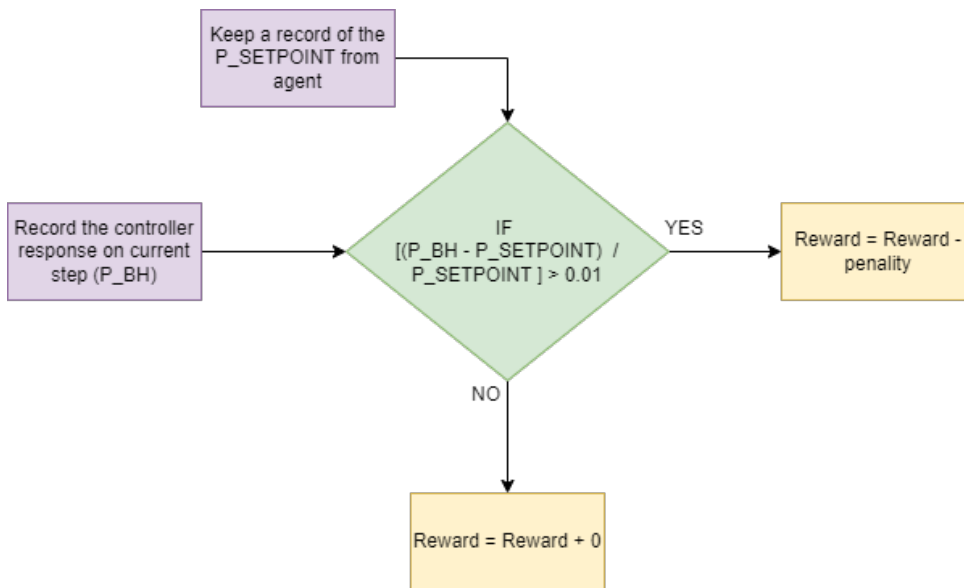 Keep a record of the
P_SETPOINT from
agent
Record the controller
response on current
step (P_BH)
IF
[(P_BH - P_SETPOINT) /
P_SETPOINT ] > 0.01
YES
Reward = Reward -
penality
NO
Reward = Reward + 0